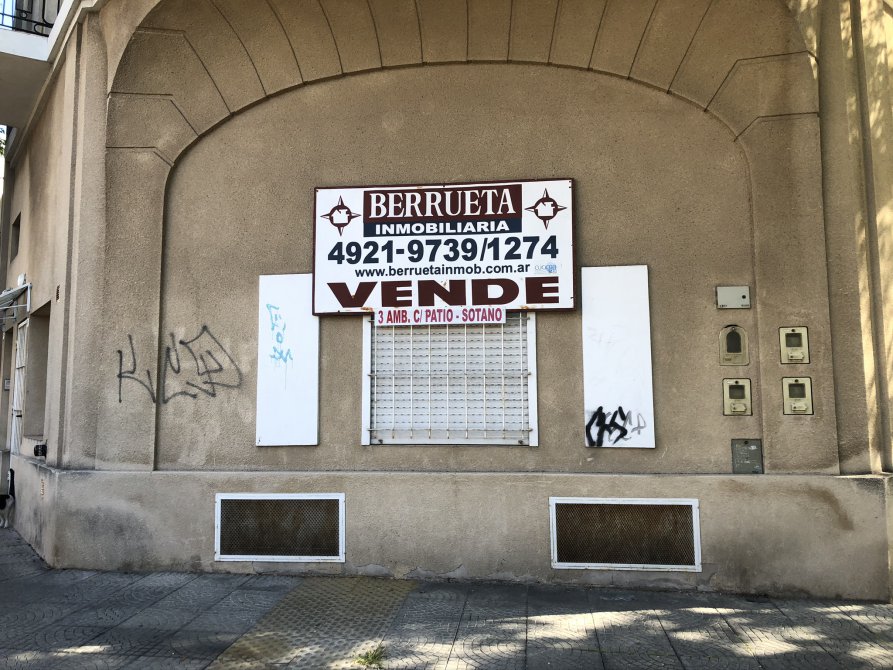 BERRUETA
INMOBILIARIA
4921-9739/1274
www.berruetainmob.com.ar
VENDE
3 AMB. C/ PATIO - SOTANO